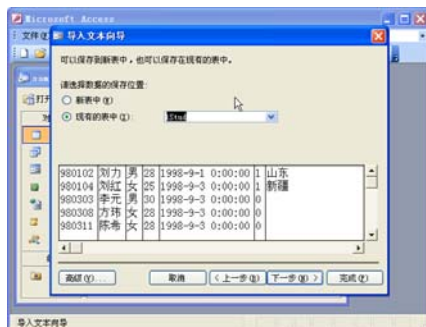 Microsoft Access
文件(F)
导入文本向导
可以保存到新表中，也可以保存在现有的表中。
请选择数据的保存位置:
新表中(W)
现有的表中(X):
tStud
打开
980102 刘力 男 28 1998-9-1 0:00:00 1 山东
980104 刘红 女 25 1998-9-3 0:00:00 1 新疆
980303 李元 男 30 1998-9-3 0:00:00 0
980308 方玮 女 28 1998-9-3 0:00:00 0
980311 陈希 女 28 1998-9-3 0:00:00 0
高级(V)...
取消
< 上一步(B)
下一步(N) >
完成(F)
导入文本向导